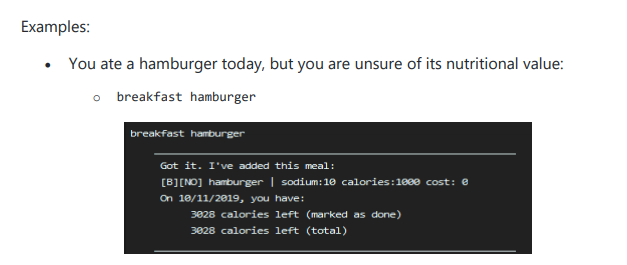 Examples:
• You ate a hamburger today, but you are unsure of its nutritional value:
o breakfast hamburger
breakfast hamburger
Got it. I've added this meal:
[B][NO] hamburger | sodium:10 calories:1000 cost: 0
On 10/11/2019, you have:
3028 calories left (marked as done)
3028 calories left (total)